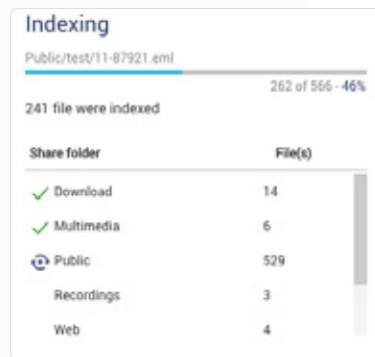 Indexing
Public/test/11-87921.eml
262 of 566 - 46%
241 file were indexed
Share folder File(s)
Download 14
Multimedia 6
Public 529
Recordings 3
Web 4